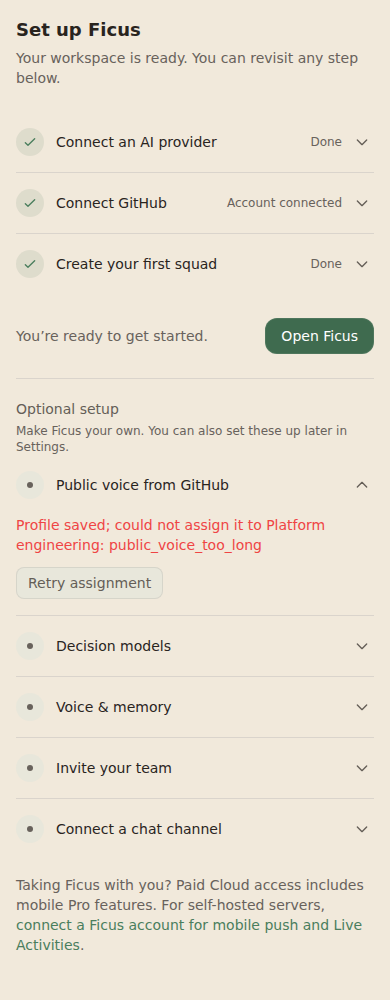 Set up Ficus
Your workspace is ready. You can revisit any step
below.
Connect an AI provider
Done
Connect GitHub
Account connected
Create your first squad
Done
You’re ready to get started.
Open Ficus
Optional setup
Make Ficus your own. You can also set these up later in
Settings.
Public voice from GitHub
Profile saved; could not assign it to Platform
engineering: public_voice_too_long
Retry assignment
Decision models
Voice & memory
Invite your team
Connect a chat channel
Taking Ficus with you? Paid Cloud access includes
mobile Pro features. For self-hosted servers,
connect a Ficus account for mobile push and Live
Activities.